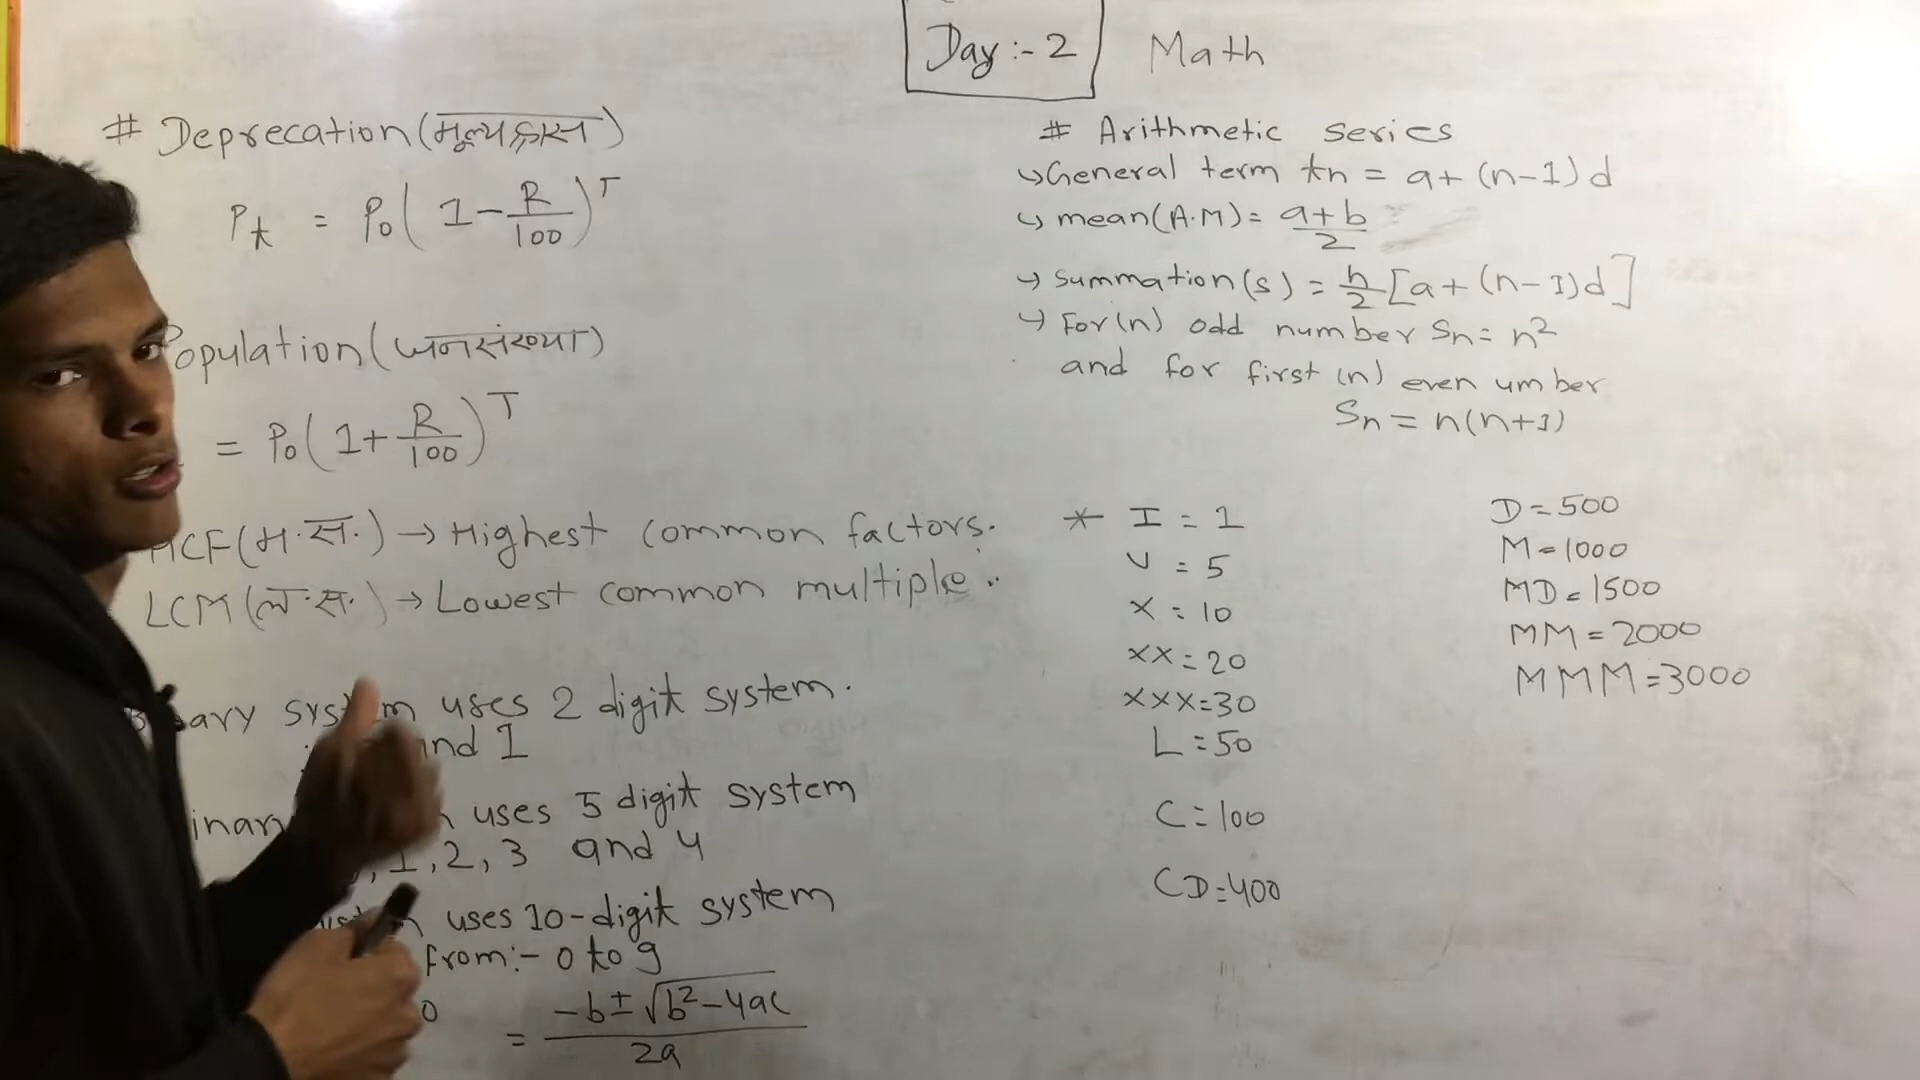 Day :- 2 Math
# Deprecation (मूल्यह्रास)
Pt = P₀(1 - R/100)^T
Population (जनसंख्या)
= P₀(1 + R/100)^T
HCF (म.स.) → Highest common factors.
LCM (ल.स.) → Lowest common multiple.
system uses 2 digit system.
and 1
uses 5 digit system
1, 2, 3 and 4
uses 10-digit system
from :- 0 to 9
= (-b ± √(b² - 4ac)) / 2a
# Arithmetic series
↪ General term tn = a + (n-1)d
↪ mean (A.M) = (a+b)/2
↪ Summation (s) = n/2 [a + (n-1)d]
↪ For (n) odd number Sn = n²
and for first (n) even umber
Sn = n(n+1)
* I = 1
V = 5
X = 10
XX = 20
XXX = 30
L = 50
C = 100
CD = 400
D = 500
M = 1000
MD = 1500
MM = 2000
MMM = 3000